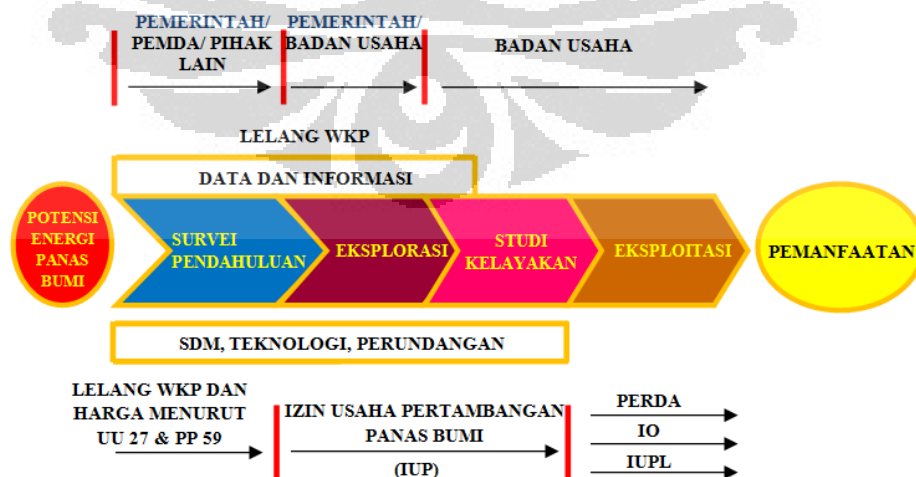 PEMERINTAH/
PEMDA/ PIHAK
LAIN
PEMERINTAH/
BADAN USAHA
BADAN USAHA
LELANG WKP
DATA DAN INFORMASI
POTENSI
ENERGI
PANAS
BUMI
SURVEI
PENDAHULUAN
EKSPLORASI
STUDI
KELAYAKAN
EKSPLOITASI
PEMANFAATAN
SDM, TEKNOLOGI, PERUNDANGAN
LELANG WKP DAN
HARGA MENURUT
UU 27 & PP 59
IZIN USAHA PERTAMBANGAN
PANAS BUMI
(IUP)
PERDA
IO
IUPL